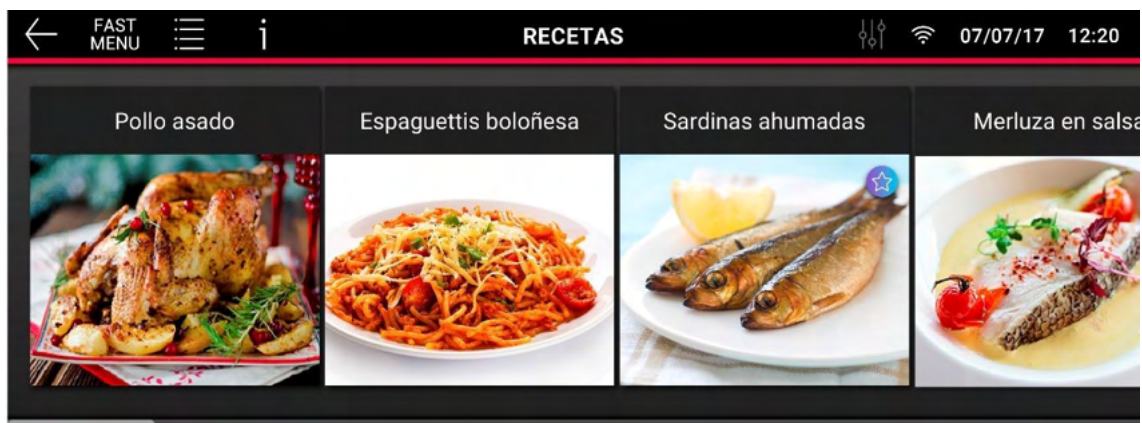 FAST
MENU
i
RECETAS
07/07/17 12:20
Pollo asado
Espaguettis boloñesa
Sardinas ahumadas
Merluza en salsa